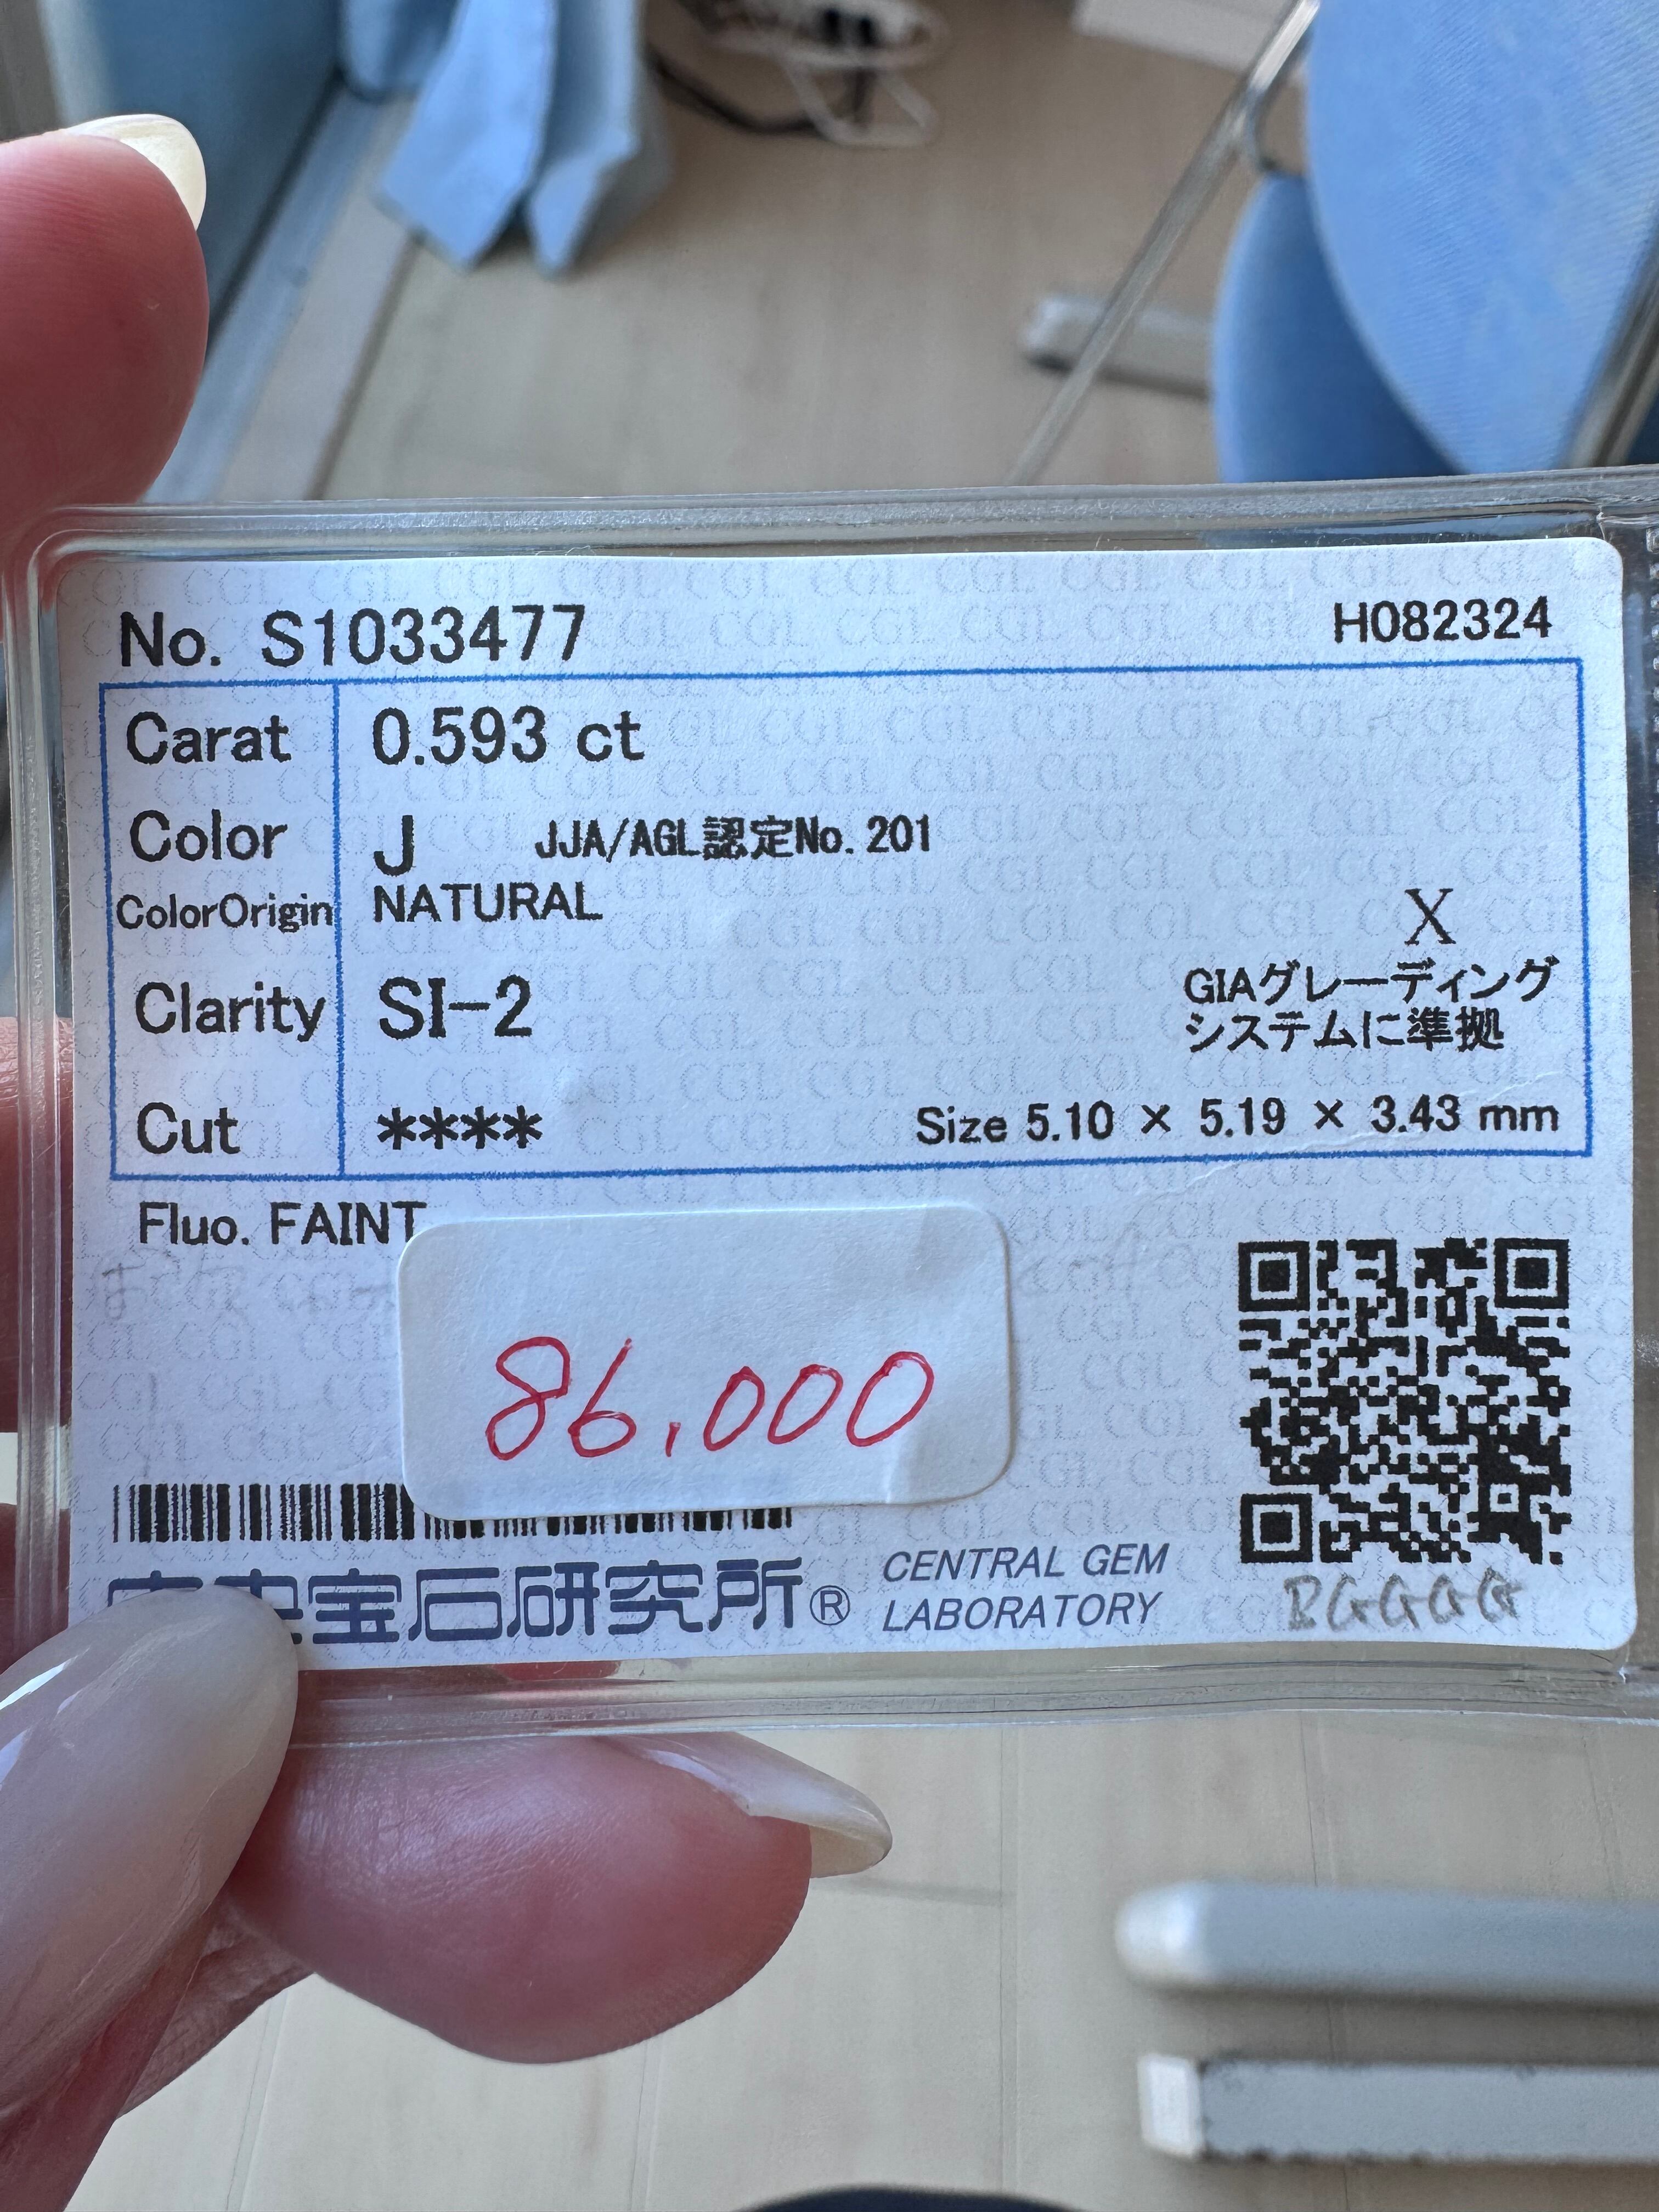 No. S1033477 H082324
Carat 0.593 ct
Color J JJA/AGL認定No. 201
ColorOrigin NATURAL
X
Clarity SI-2
GIAグレーディング
システムに準拠
Cut **** Size 5.10 × 5.19 × 3.43 mm
Fluo. FAINT
86,000
中央宝石研究所® CENTRAL GEM
LABORATORY
BGGGG